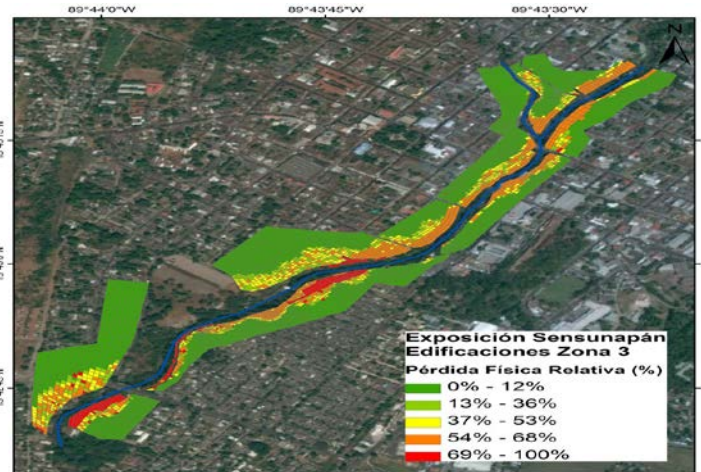 89°44'0"W
89°43'45"W
89°43'30"W
N
Exposición Sensunapán
Edificaciones Zona 3
Pérdida Física Relativa (%)
0% - 12%
13% - 36%
37% - 53%
54% - 68%
69% - 100%